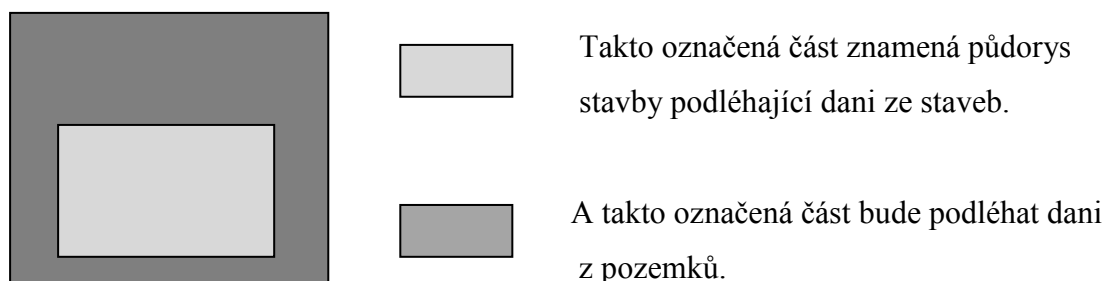 Takto označená část znamená půdorys
stavby podléhající dani ze staveb.
A takto označená část bude podléhat dani
z pozemků.